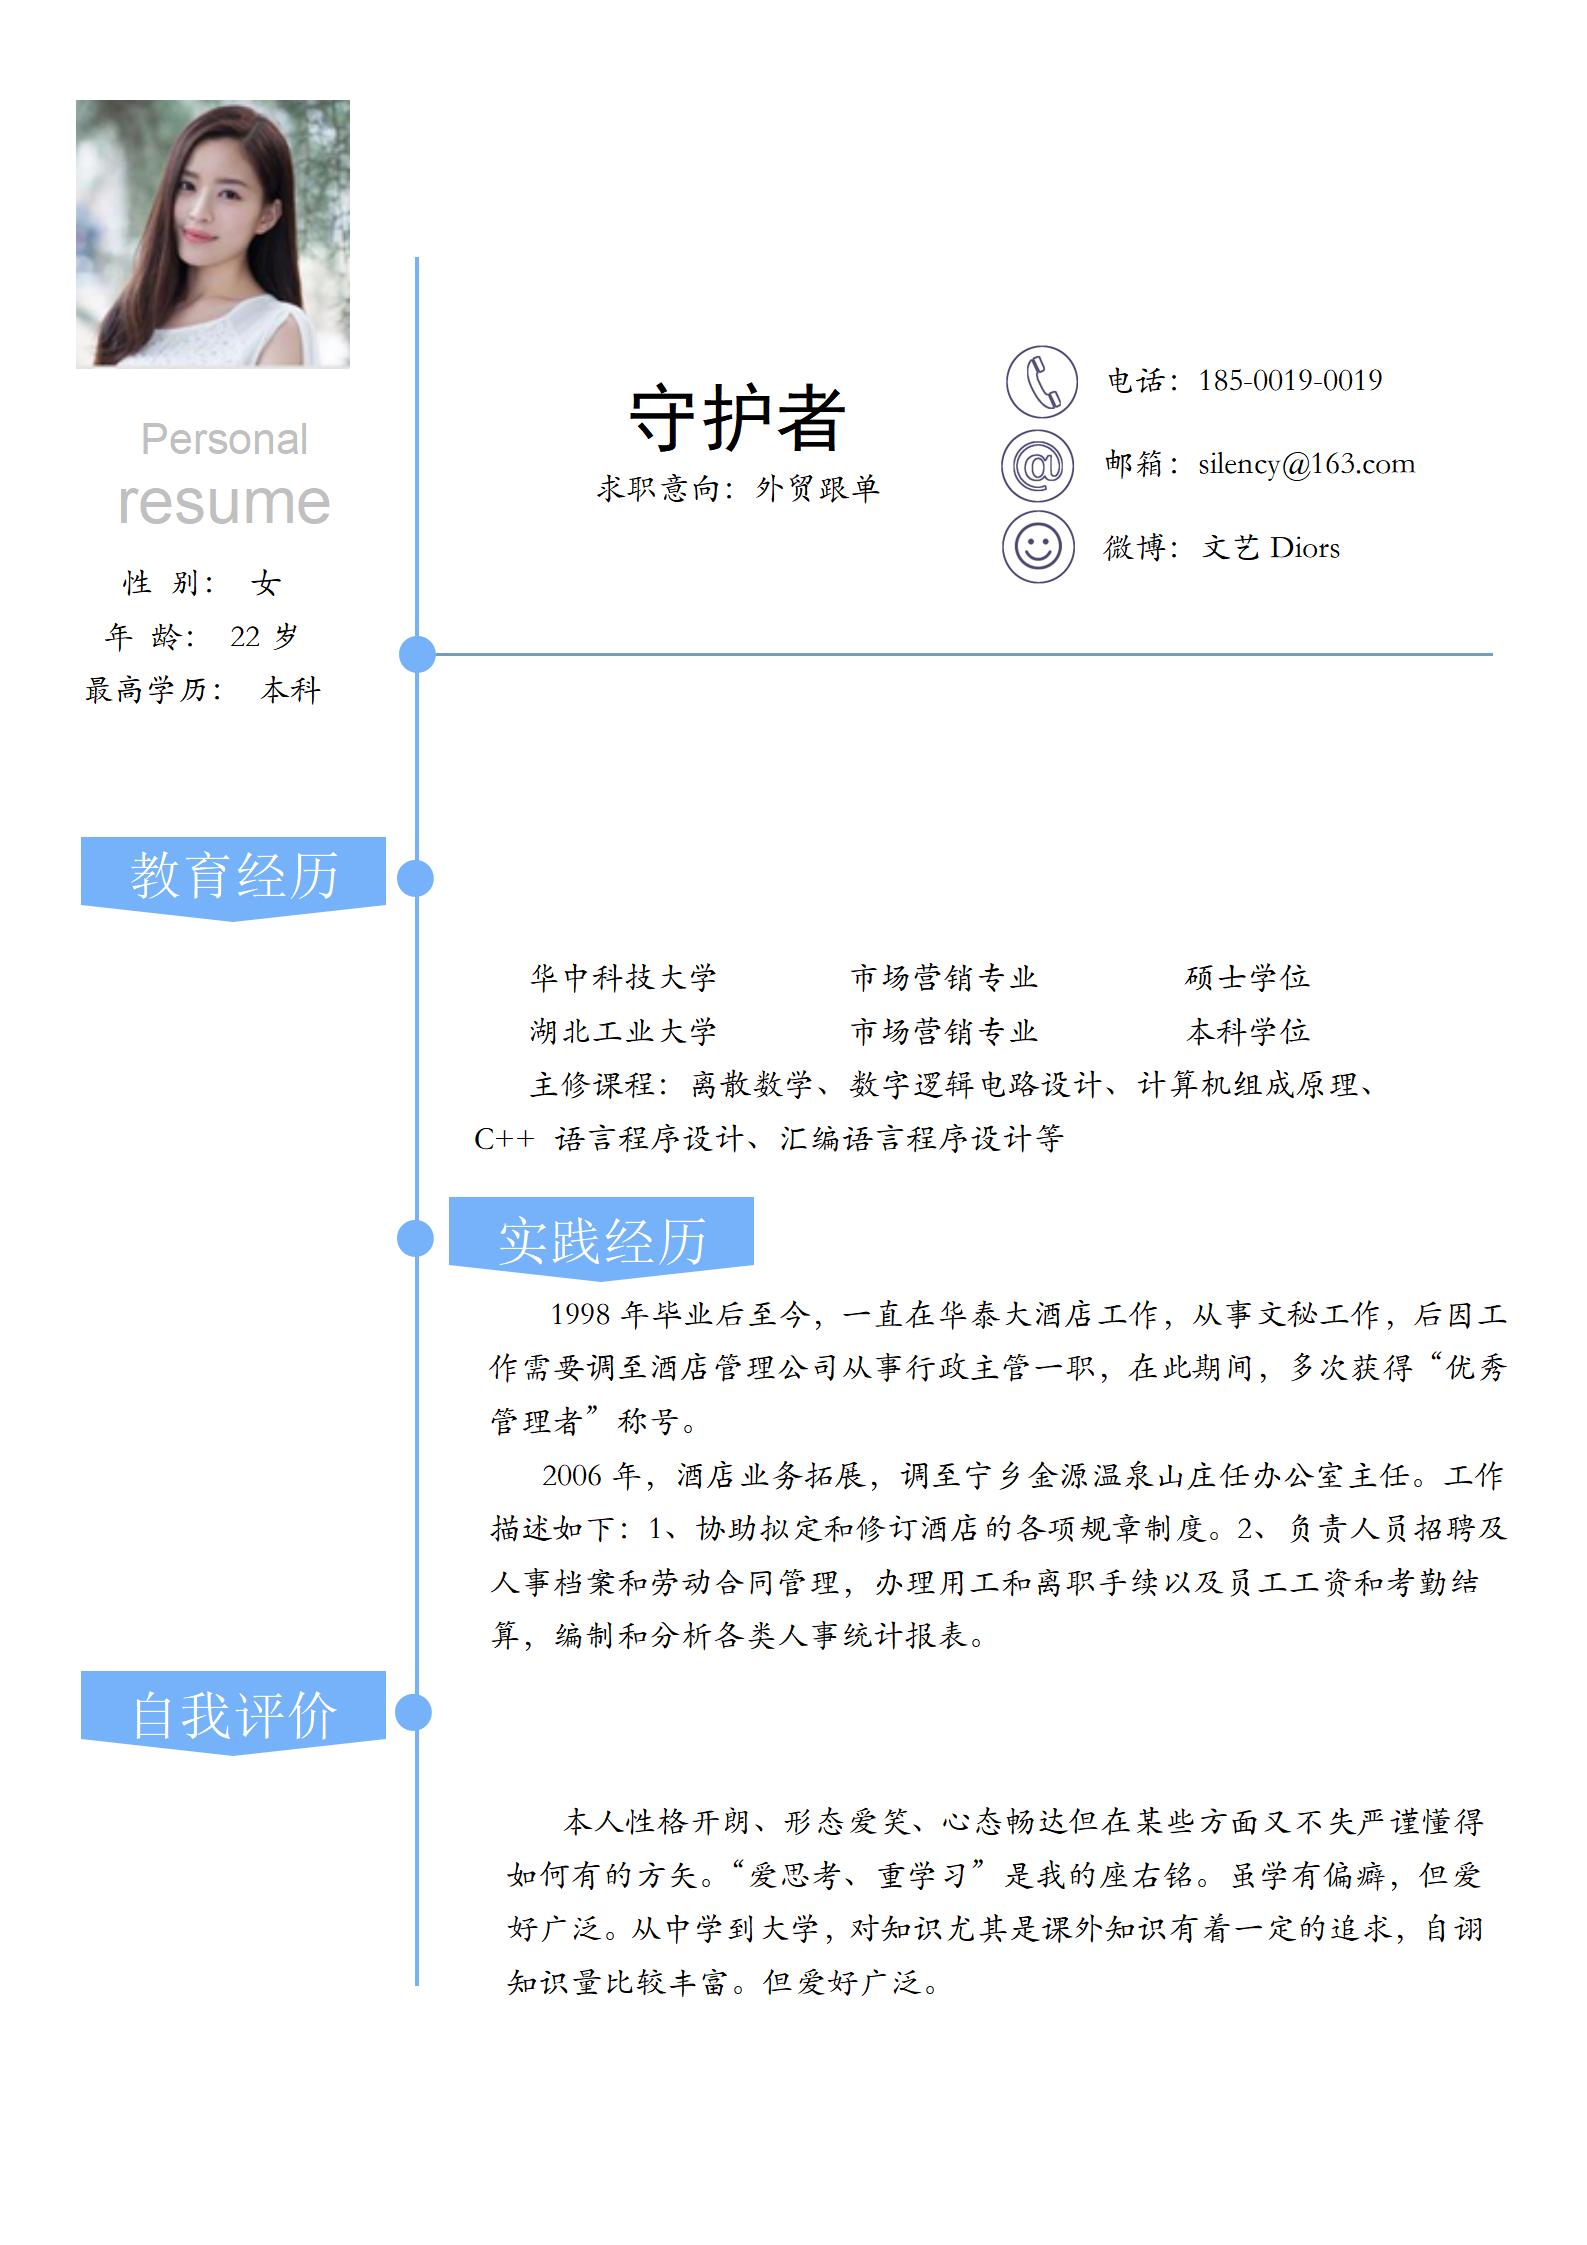 Personal
resume
性 别： 女
年 龄： 22 岁
最高学历： 本科
守护者
求职意向：外贸跟单
电话：185-0019-0019
邮箱：silency@163.com
微博：文艺 Diors
教育经历
华中科技大学 市场营销专业 硕士学位
湖北工业大学 市场营销专业 本科学位
主修课程：离散数学、数字逻辑电路设计、计算机组成原理、
C++ 语言程序设计、汇编语言程序设计等
实践经历
1998 年毕业后至今，一直在华泰大酒店工作，从事文秘工作，后因工
作需要调至酒店管理公司从事行政主管一职，在此期间，多次获得“优秀
管理者”称号。
2006 年，酒店业务拓展，调至宁乡金源温泉山庄任办公室主任。工作
描述如下：1、协助拟定和修订酒店的各项规章制度。2、负责人员招聘及
人事档案和劳动合同管理，办理用工和离职手续以及员工工资和考勤结
算，编制和分析各类人事统计报表。
自我评价
本人性格开朗、形态爱笑、心态畅达但在某些方面又不失严谨懂得
如何有的方矢。“爱思考、重学习”是我的座右铭。虽学有偏癖，但爱
好广泛。从中学到大学，对知识尤其是课外知识有着一定的追求，自诩
知识量比较丰富。但爱好广泛。